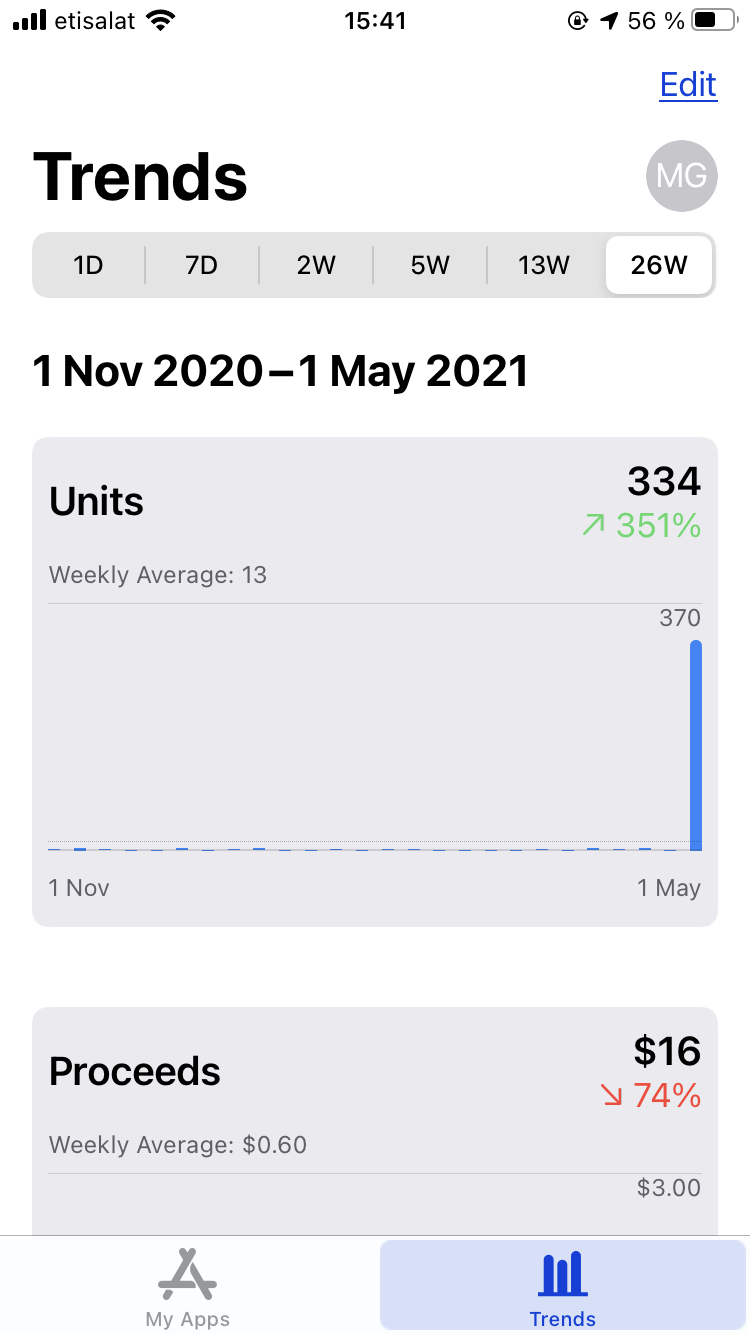 etisalat 15:41 56 %
Edit
Trends MG
1D 7D 2W 5W 13W 26W
1 Nov 2020–1 May 2021
Units 334
351%
Weekly Average: 13
370
1 Nov 1 May
Proceeds $16
74%
Weekly Average: $0.60
$3.00
My Apps Trends